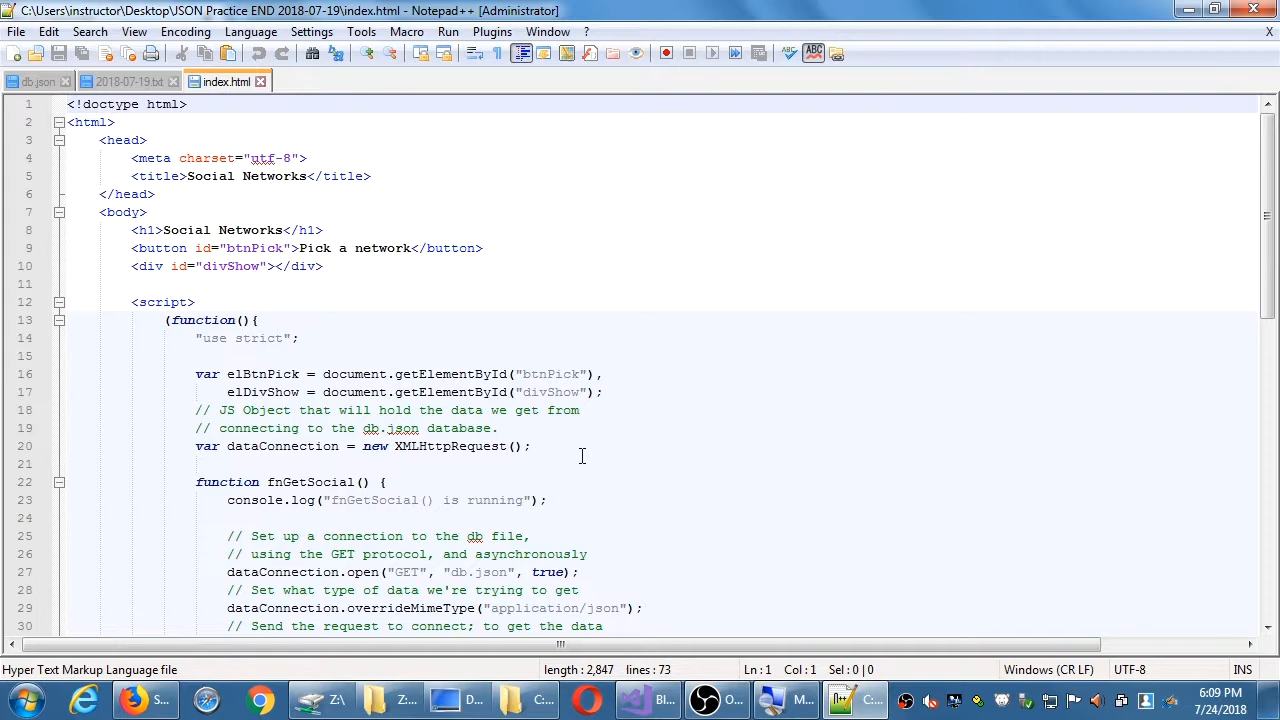 C:\Users\instructor\Desktop\JSON Practice END 2018-07-19\index.html - Notepad++ [Administrator]
File Edit Search View Encoding Language Settings Tools Macro Run Plugins Window ? X
db.json 2018-07-19.txt index.html
1 <!doctype html>
2 <html>
3 <head>
4 <meta charset="utf-8">
5 <title>Social Networks</title>
6 </head>
7 <body>
8 <h1>Social Networks</h1>
9 <button id="btnPick">Pick a network</button>
10 <div id="divShow"></div>
11
12 <script>
13 (function(){
14 "use strict";
15
16 var elBtnPick = document.getElementById("btnPick"),
17 elDivShow = document.getElementById("divShow");
18 // JS Object that will hold the data we get from
19 // connecting to the db.json database.
20 var dataConnection = new XMLHttpRequest();
21
22 function fnGetSocial() {
23 console.log("fnGetSocial() is running");
24
25 // Set up a connection to the db file,
26 // using the GET protocol, and asynchronously
27 dataConnection.open("GET", "db.json", true);
28 // Set what type of data we're trying to get
29 dataConnection.overrideMimeType("application/json");
30 // Send the request to connect; to get the data
Hyper Text Markup Language file length : 2,847 lines : 73 Ln : 1 Col : 1 Sel : 0 | 0 Windows (CR LF) UTF-8 INS
S... Z:\ Z:... D... C:... O... Bl... O... M... C:... 6:09 PM
7/24/2018